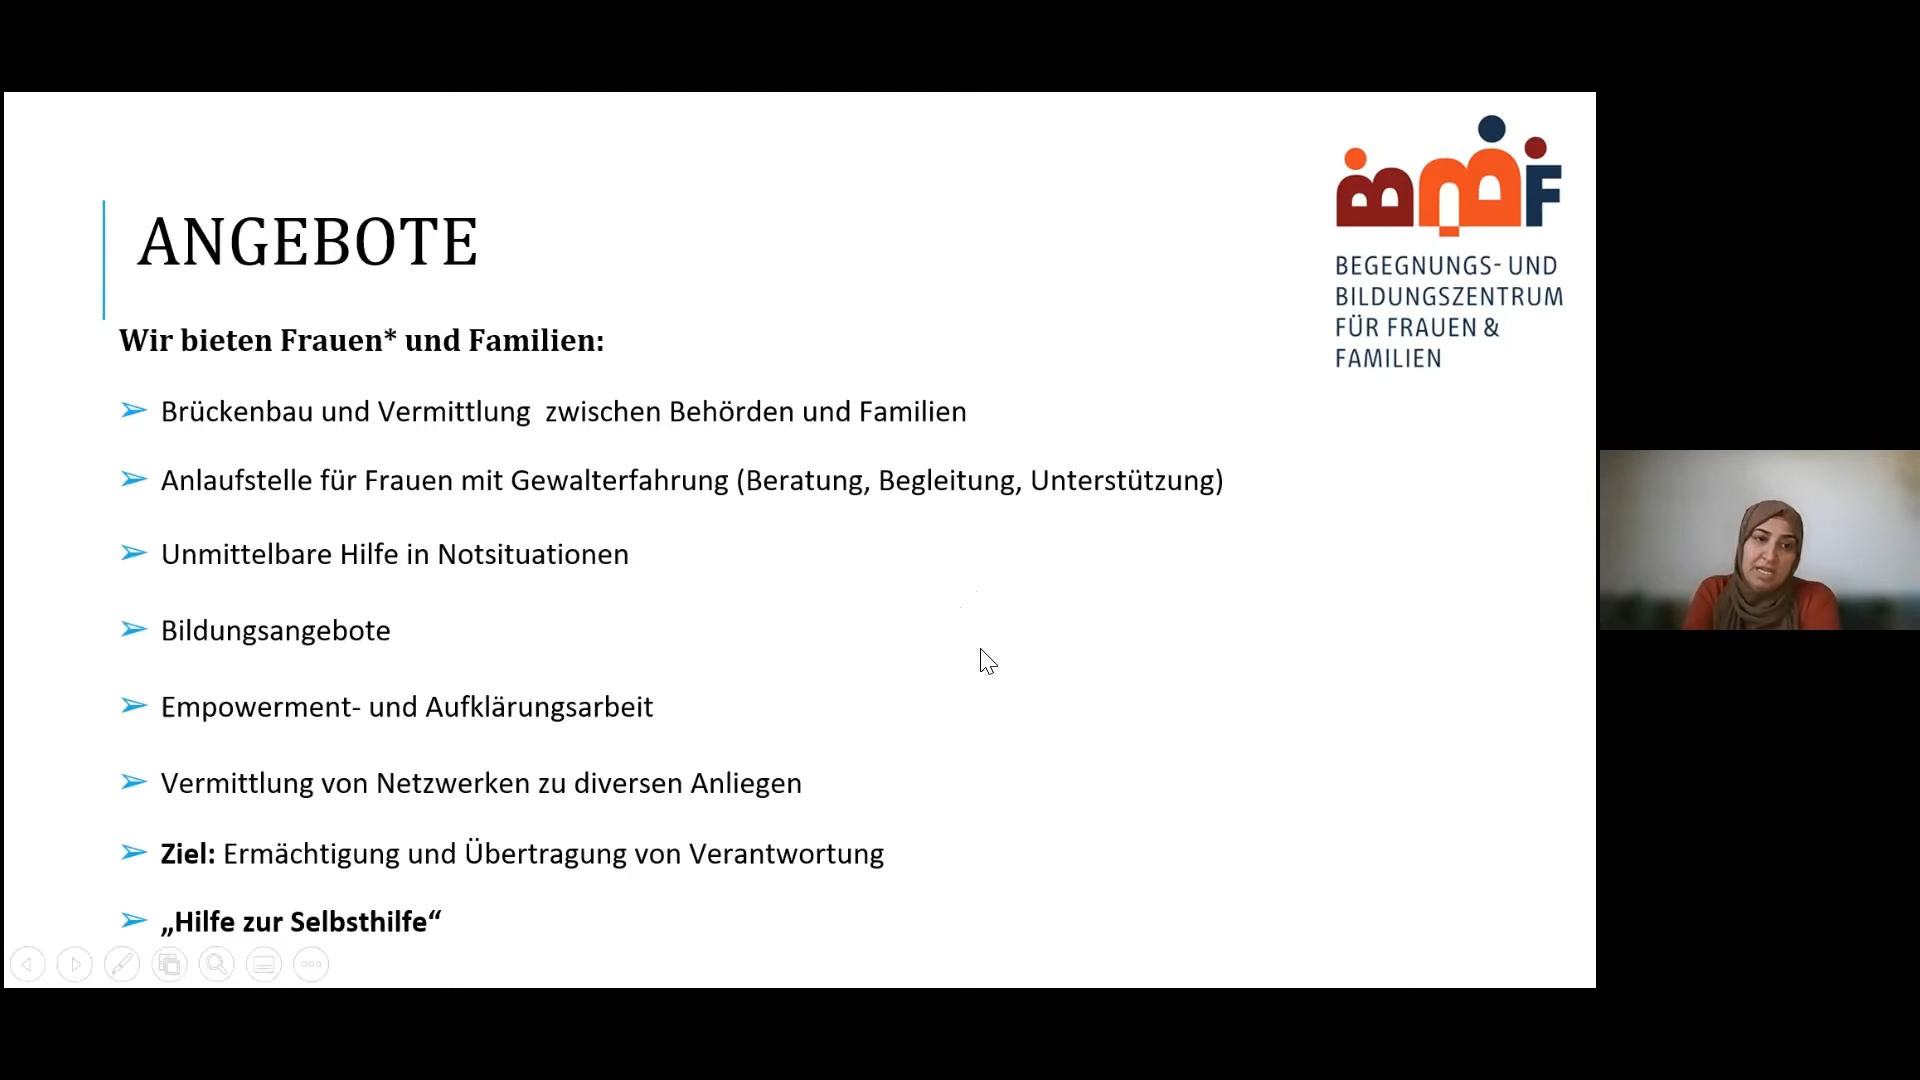 ANGEBOTE
Wir bieten Frauen* und Familien:
Brückenbau und Vermittlung zwischen Behörden und Familien
Anlaufstelle für Frauen mit Gewalterfahrung (Beratung, Begleitung, Unterstützung)
Unmittelbare Hilfe in Notsituationen
Bildungsangebote
Empowerment- und Aufklärungsarbeit
Vermittlung von Netzwerken zu diversen Anliegen
Ziel: Ermächtigung und Übertragung von Verantwortung
„Hilfe zur Selbsthilfe“
BBF
BEGEGNUNGS- UND
BILDUNGSZENTRUM
FÜR FRAUEN &
FAMILIEN